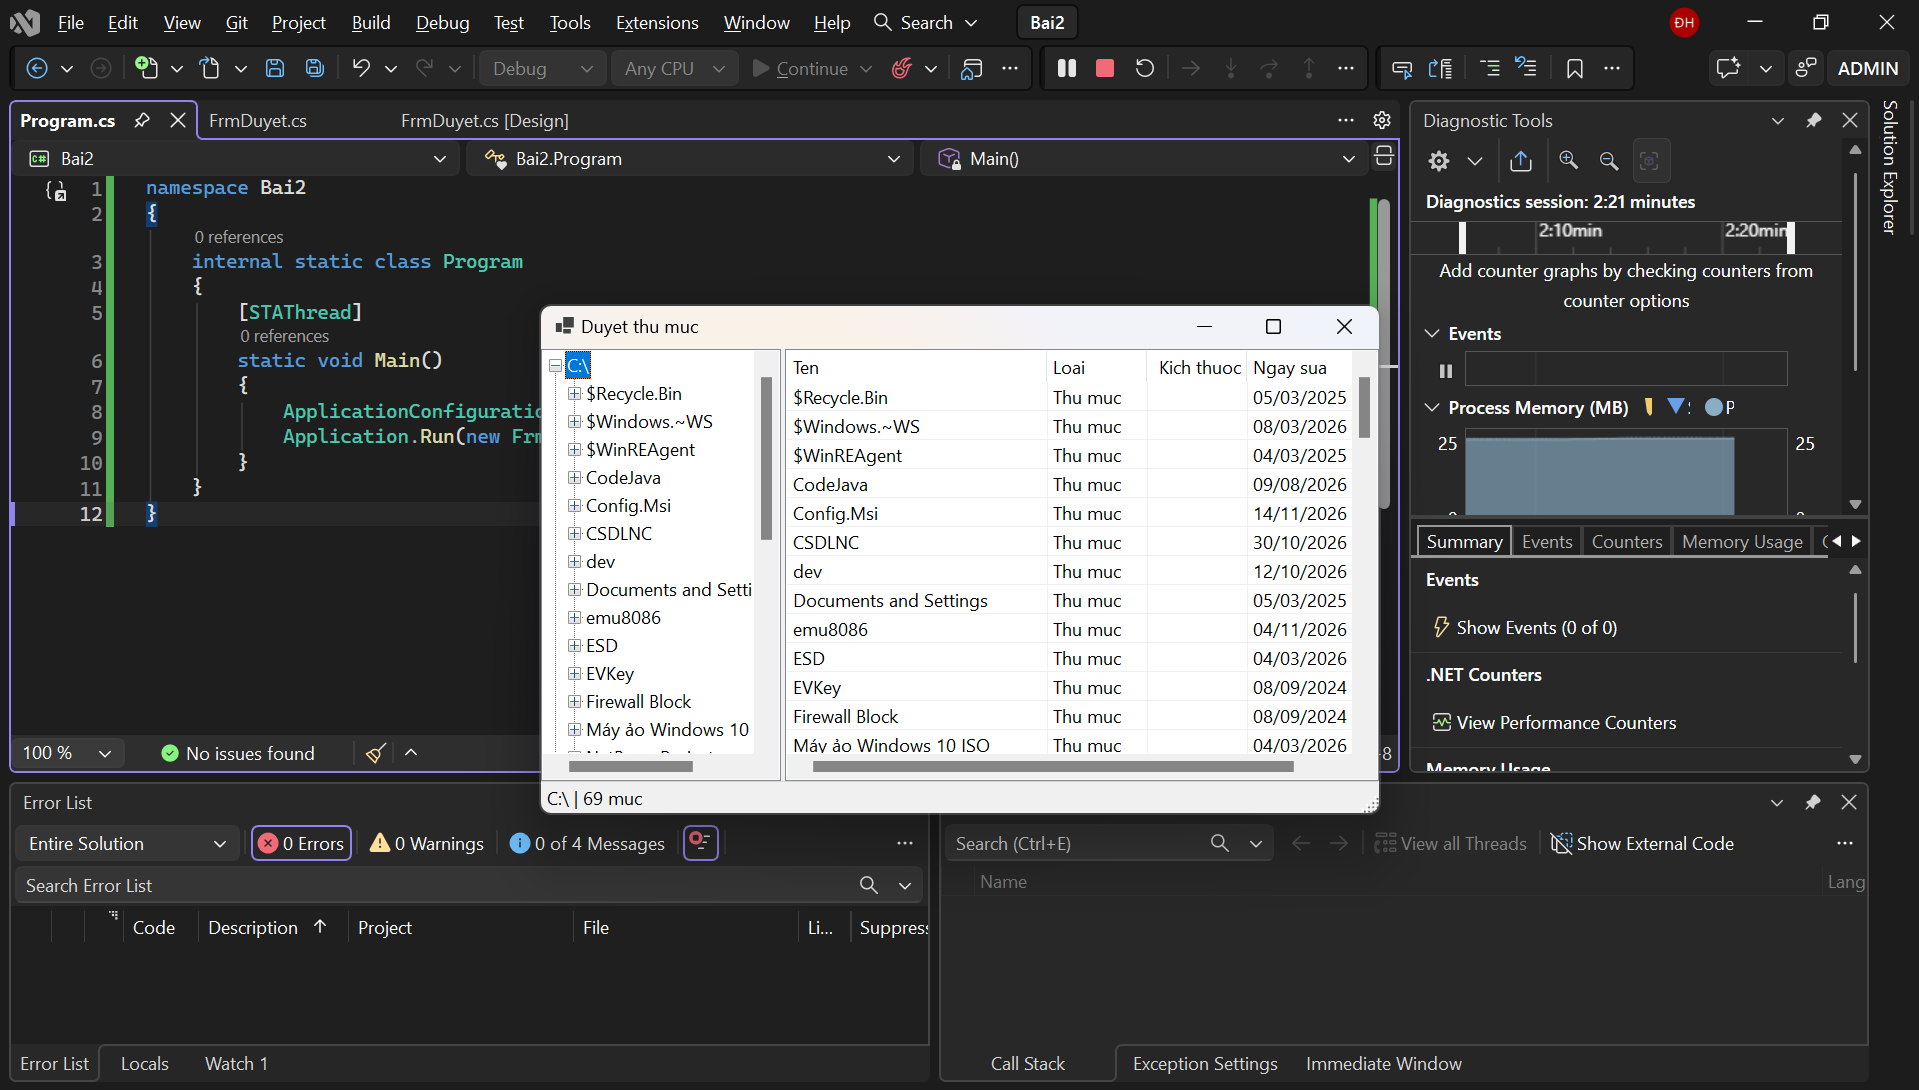 File Edit View Git Project Build Debug Test Tools Extensions Window Help Search Bai2 ĐH
Debug Any CPU Continue ADMIN
Program.cs FrmDuyet.cs FrmDuyet.cs [Design]
Bai2 Bai2.Program Main()
1 namespace Bai2
2 {
0 references
3 internal static class Program
4 {
5 [STAThread]
0 references
6 static void Main()
7 {
8 ApplicationConfiguratio
9 Application.Run(new Frm
10 }
11 }
12 }
100 % No issues found
Duyet thu muc
C:\
$Recycle.Bin
$Windows.~WS
$WinREAgent
CodeJava
Config.Msi
CSDLNC
dev
Documents and Setti
emu8086
ESD
EVKey
Firewall Block
Máy ảo Windows 10
Ten Loai Kich thuoc Ngay sua
$Recycle.Bin Thu muc 05/03/2025
$Windows.~WS Thu muc 08/03/2026
$WinREAgent Thu muc 04/03/2025
CodeJava Thu muc 09/08/2026
Config.Msi Thu muc 14/11/2026
CSDLNC Thu muc 30/10/2026
dev Thu muc 12/10/2026
Documents and Settings Thu muc 05/03/2025
emu8086 Thu muc 04/11/2026
ESD Thu muc 04/03/2026
EVKey Thu muc 08/09/2024
Firewall Block Thu muc 08/09/2024
Máy ảo Windows 10 ISO Thu muc 04/03/2026
C:\ | 69 muc
Diagnostic Tools
Diagnostics session: 2:21 minutes
2:10min 2:20min
Add counter graphs by checking counters from
counter options
Events
Process Memory (MB) P
25 25
Summary Events Counters Memory Usage
Events
Show Events (0 of 0)
.NET Counters
View Performance Counters
Memory Usage
Solution Explorer
Error List
Entire Solution 0 Errors 0 Warnings 0 of 4 Messages
Search Error List
Code Description Project File Li... Suppress
Error List Locals Watch 1
Search (Ctrl+E) View all Threads Show External Code
Name Lang
Call Stack Exception Settings Immediate Window